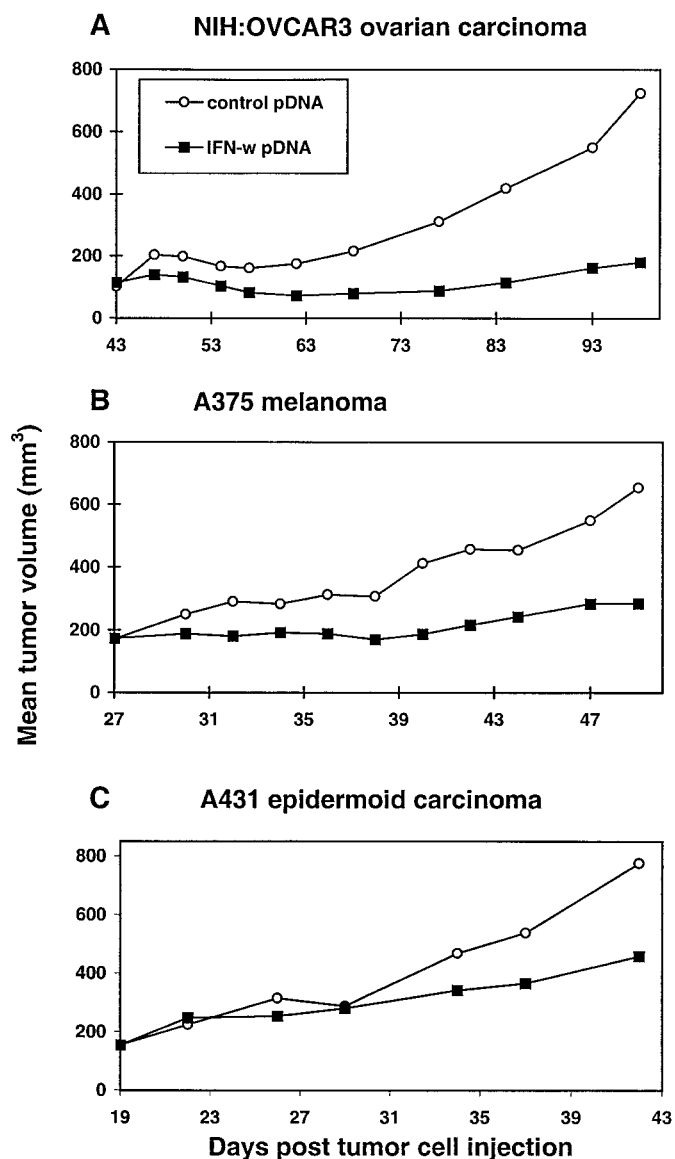 A NIH:OVCAR3 ovarian carcinoma
800
600
400
200
0
control pDNA
IFN-w pDNA
43 53 63 73 83 93
B A375 melanoma
800
600
400
200
0
27 31 35 39 43 47
Mean tumor volume (mm³)
C A431 epidermoid carcinoma
800
600
400
200
0
19 23 27 31 35 39 43
Days post tumor cell injection